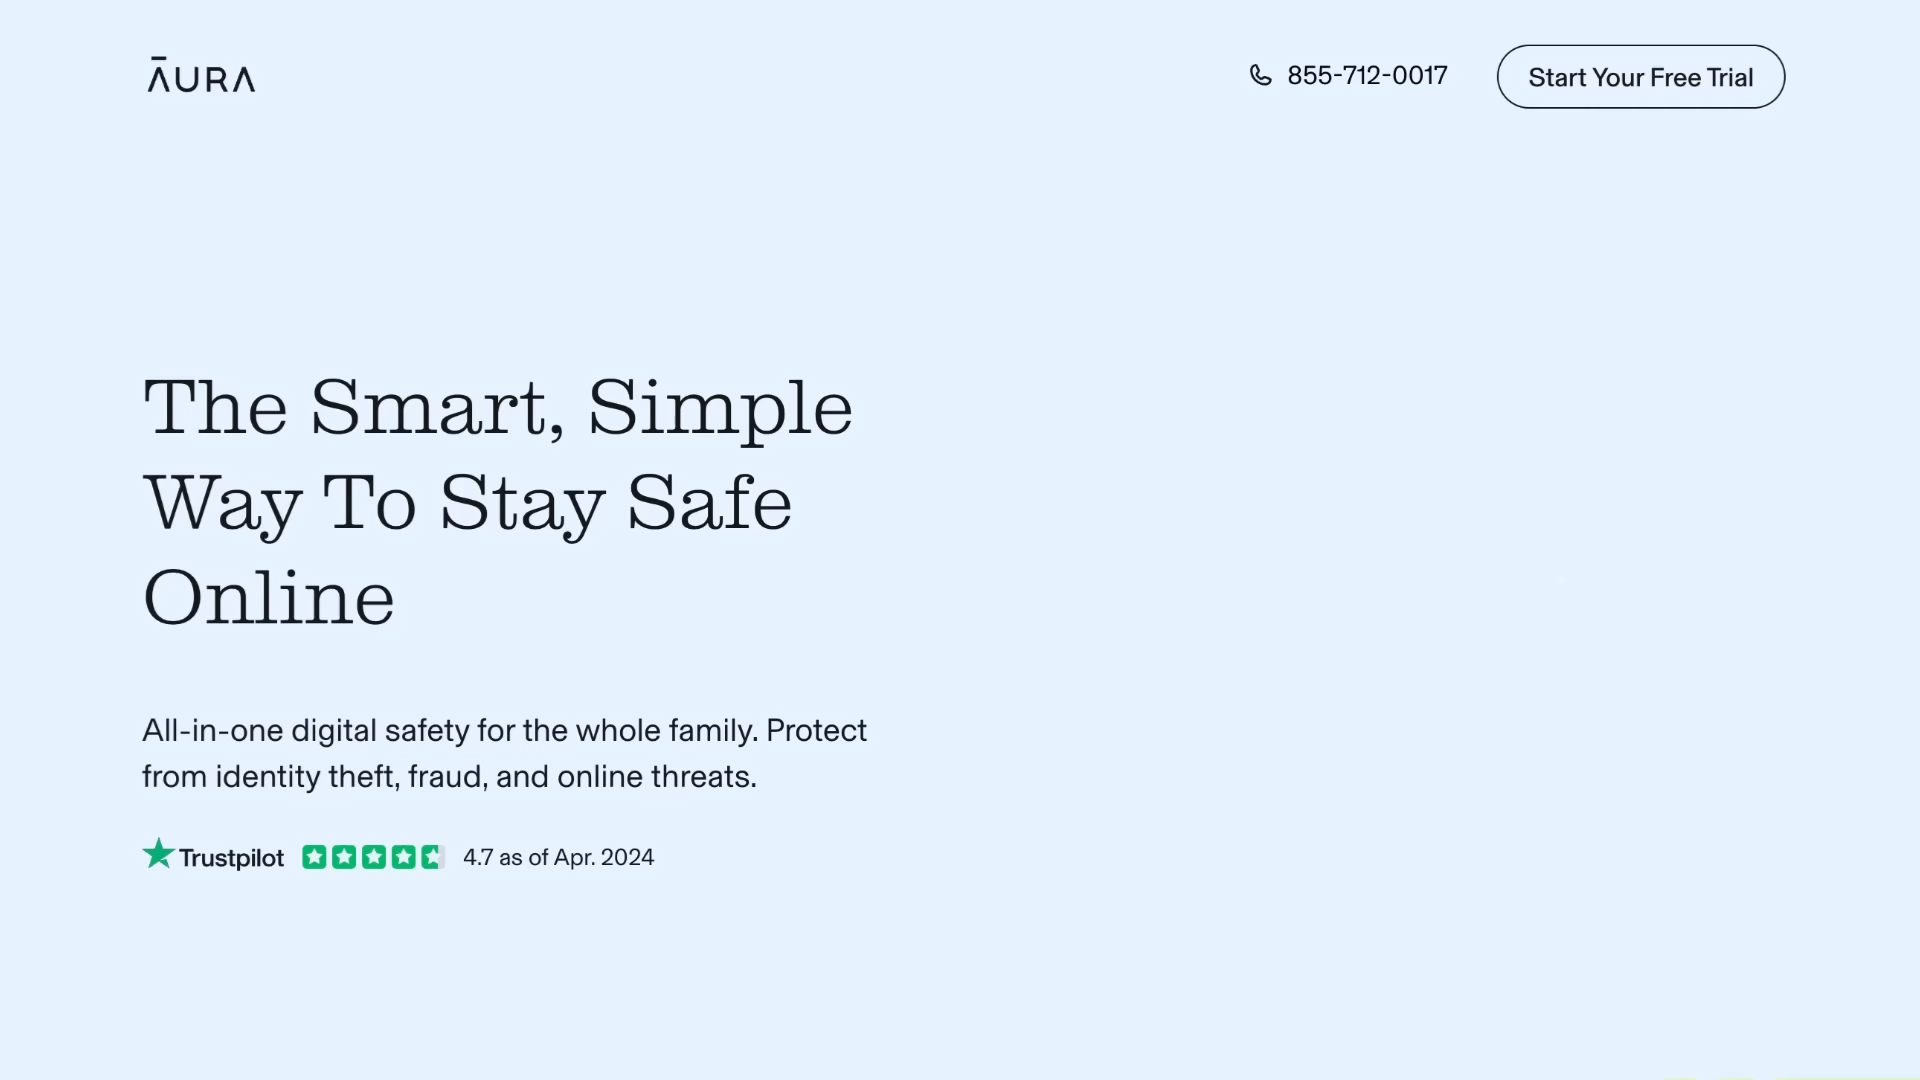 ĀURA
855-712-0017
Start Your Free Trial
The Smart, Simple
Way To Stay Safe
Online
All-in-one digital safety for the whole family. Protect
from identity theft, fraud, and online threats.
Trustpilot 4.7 as of Apr. 2024